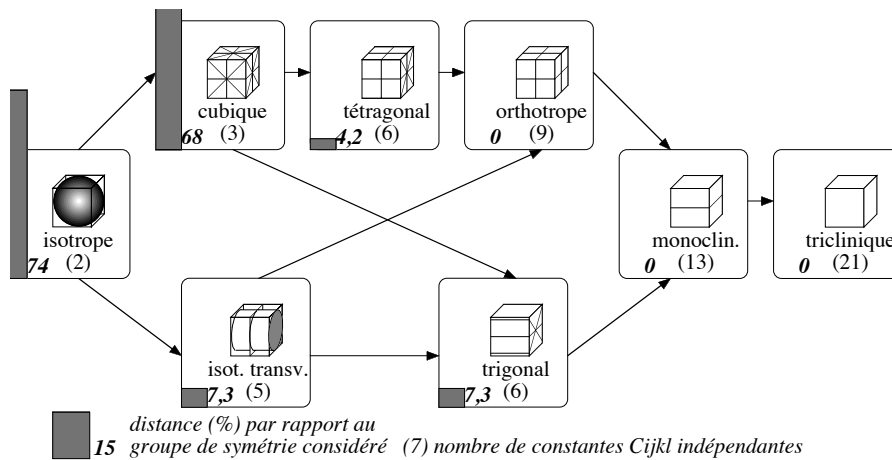 cubique
68 (3)
tétragonal
4,2 (6)
orthotrope
0 (9)
isotrope
74 (2)
monoclin.
0 (13)
triclinique
0 (21)
isot. transv.
7,3 (5)
trigonal
7,3 (6)
distance (%) par rapport au
15 groupe de symétrie considéré (7) nombre de constantes Cijkl indépendantes